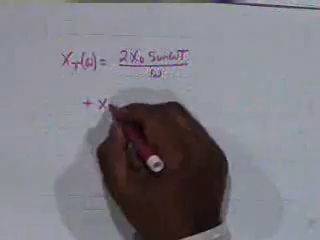 X_T(ω) = 2X₀ Sin ωT / ω
+ X